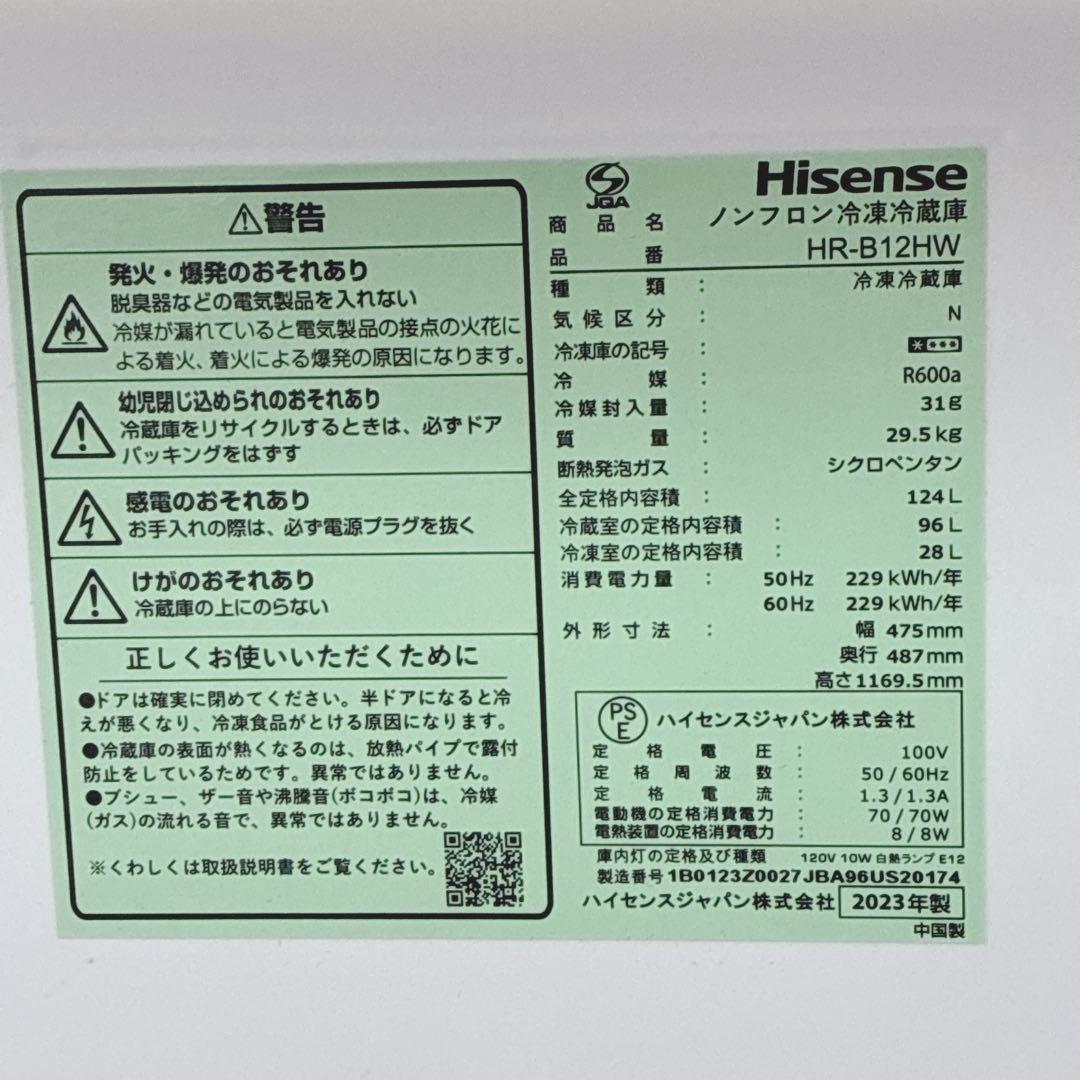 ⚠警告
発火・爆発のおそれあり
脱臭器などの電気製品を入れない
冷媒が漏れていると電気製品の接点の火花に
よる着火、着火による爆発の原因になります。
幼児閉じ込められのおそれあり
冷蔵庫をリサイクルするときは、必ずドア
パッキングをはずす
感電のおそれあり
お手入れの際は、必ず電源プラグを抜く
けがのおそれあり
冷蔵庫の上にのらない
正しくお使いいただくために
●ドアは確実に閉めてください。半ドアになると冷
えが悪くなり、冷凍食品がとける原因になります。
●冷蔵庫の表面が熱くなるのは、放熱パイプで露付
防止をしているためです。異常ではありません。
●ブシュー、ザー音や沸騰音(ボコボコ)は、冷媒
(ガス)の流れる音で、異常ではありません。
※くわしくは取扱説明書をご覧ください。
JQA
Hisense
商品名 ノンフロン冷凍冷蔵庫
品番 HR-B12HW
種類 : 冷凍冷蔵庫
気候区分 : N
冷凍庫の記号 : * ***
冷媒 : R600a
冷媒封入量 : 31g
質量 : 29.5kg
断熱発泡ガス : シクロペンタン
全定格内容積 : 124L
冷蔵室の定格内容積 : 96L
冷凍室の定格内容積 : 28L
消費電力量 : 50Hz 229kWh/年
60Hz 229kWh/年
外形寸法 : 幅 475mm
奥行 487mm
高さ1169.5mm
PSE ハイセンスジャパン株式会社
定格電圧 : 100V
定格周波数 : 50/60Hz
定格電流 : 1.3/1.3A
電動機の定格消費電力 : 70/70W
電熱装置の定格消費電力 : 8/8W
庫内灯の定格及び種類 120V 10W 白熱ランプ E12
製造番号 1B0123Z0027JBA96US20174
ハイセンスジャパン株式会社 2023年製
中国製